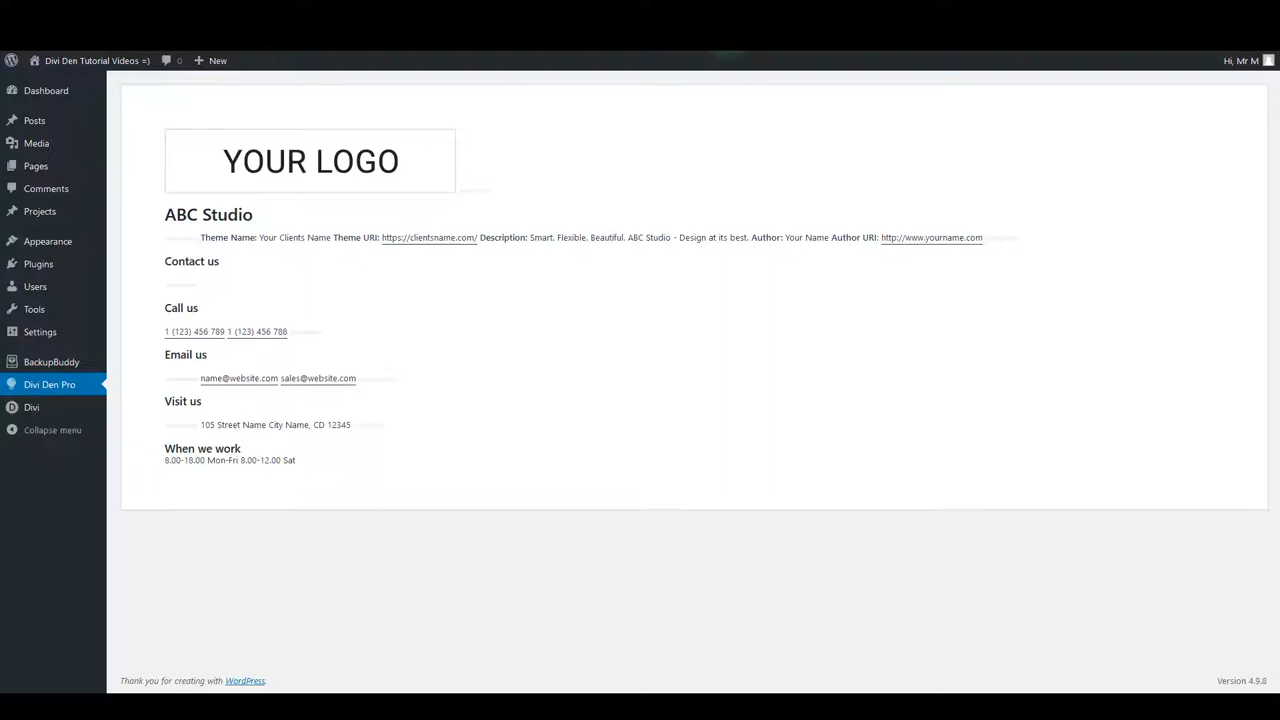 Divi Den Tutorial Videos =)
0
New
Hi, Mr M
Dashboard
Posts
Media
Pages
Comments
Projects
Appearance
Plugins
Users
Tools
Settings
BackupBuddy
Divi Den Pro
Divi
Collapse menu
YOUR LOGO
ABC Studio
Theme Name: Your Clients Name Theme URI: https://clientsname.com/ Description: Smart. Flexible. Beautiful. ABC Studio - Design at its best. Author: Your Name Author URI: http://www.yourname.com
Contact us
Call us
1 (123) 456 789 1 (123) 456 788
Email us
name@website.com sales@website.com
Visit us
105 Street Name City Name, CD 12345
When we work
8.00-18.00 Mon-Fri 8.00-12.00 Sat
Thank you for creating with WordPress.
Version 4.9.8